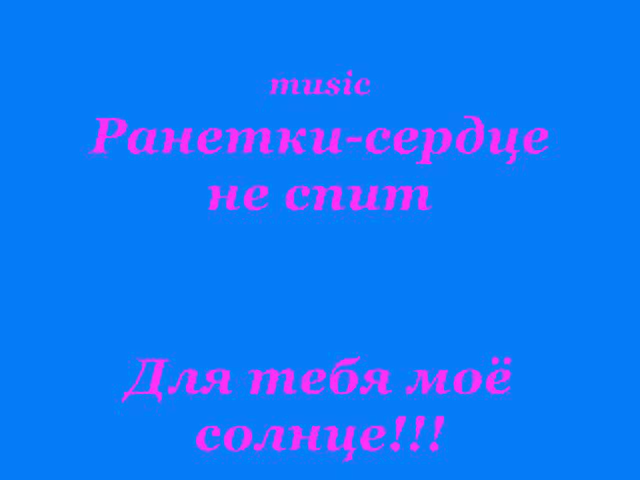 music
Ранетки-сердце
не спит
Для тебя моё
солнце!!!